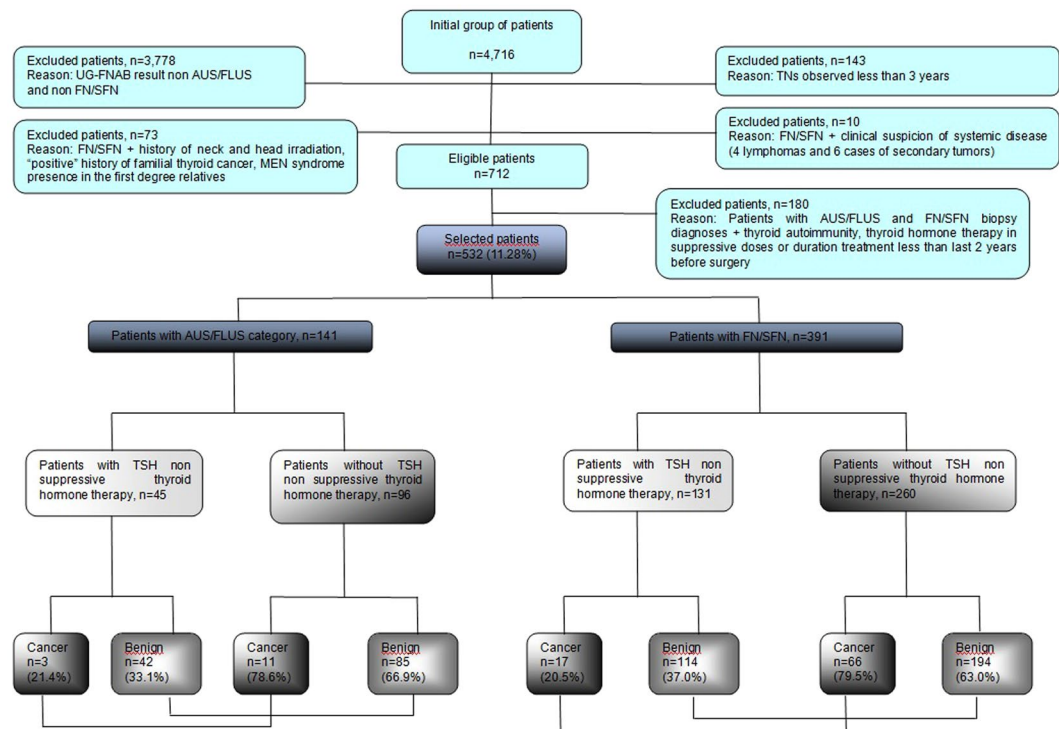 Initial group of patients
n=4,716
Excluded patients, n=3,778
Reason: UG-FNAB result non AUS/FLUS
and non FN/SFN
Excluded patients, n=143
Reason: TNs observed less than 3 years
Excluded patients, n=73
Reason: FN/SFN + history of neck and head irradiation,
“positive” history of familial thyroid cancer, MEN syndrome
presence in the first degree relatives
Excluded patients, n=10
Reason: FN/SFN + clinical suspicion of systemic disease
(4 lymphomas and 6 cases of secondary tumors)
Eligible patients
n=712
Excluded patients, n=180
Reason: Patients with AUS/FLUS and FN/SFN biopsy
diagnoses + thyroid autoimmunity, thyroid hormone therapy in
suppressive doses or duration treatment less than last 2 years
before surgery
Selected patients
n=532 (11.28%)
Patients with AUS/FLUS category, n=141
Patients with FN/SFN, n=391
Patients with TSH non
suppressive thyroid
hormone therapy, n=45
Patients without TSH
non suppressive thyroid
hormone therapy, n=96
Patients with TSH non
suppressive thyroid
hormone therapy, n=131
Patients without TSH non
suppressive thyroid hormone
therapy, n=260
Cancer
n=3
(21.4%)
Benign
n=42
(33.1%)
Cancer
n=11
(78.6%)
Benign
n=85
(66.9%)
Cancer
n=17
(20.5%)
Benign
n=114
(37.0%)
Cancer
n=66
(79.5%)
Benign
n=194
(63.0%)